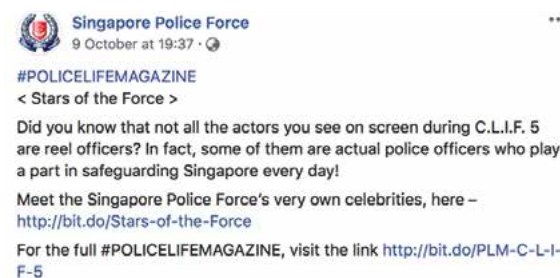 Singapore Police Force
9 October at 19:37 ·
#POLICELIFEMAGAZINE
< Stars of the Force >
Did you know that not all the actors you see on screen during C.L.I.F. 5
are reel officers? In fact, some of them are actual police officers who play
a part in safeguarding Singapore every day!
Meet the Singapore Police Force's very own celebrities, here –
http://bit.do/Stars-of-the-Force
For the full #POLICELIFEMAGAZINE, visit the link http://bit.do/PLM-C-L-I-
F-5